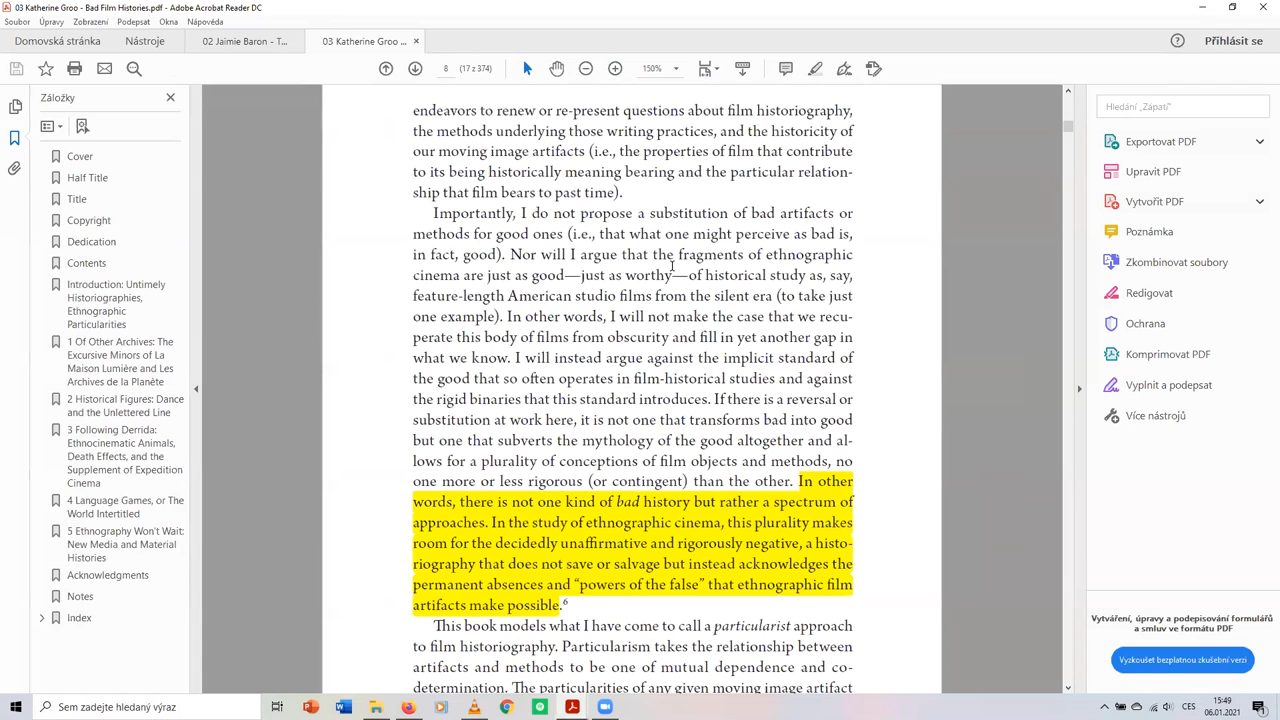 03 Katherine Groo - Bad Film Histories.pdf - Adobe Acrobat Reader DC
Soubor Úpravy Zobrazení Podepsat Okna Nápověda
Domovská stránka Nástroje 02 Jaimie Baron - T... 03 Katherine Groo ... × Přihlásit se
8 (17 z 374) 150%
Záložky
Cover
Half Title
Title
Copyright
Dedication
Contents
Introduction: Untimely
Historiographies,
Ethnographic
Particularities
1 Of Other Archives: The
Excursive Minors of La
Maison Lumière and Les
Archives de la Planète
2 Historical Figures: Dance
and the Unlettered Line
3 Following Derrida:
Ethnocinematic Animals,
Death Effects, and the
Supplement of Expedition
Cinema
4 Language Games, or The
World Intertitled
5 Ethnography Won't Wait:
New Media and Material
Histories
Acknowledgments
Notes
Index
endeavors to renew or re-present questions about film historiography,
the methods underlying those writing practices, and the historicity of
our moving image artifacts (i.e., the properties of film that contribute
to its being historically meaning bearing and the particular relation-
ship that film bears to past time).
Importantly, I do not propose a substitution of bad artifacts or
methods for good ones (i.e., that what one might perceive as bad is,
in fact, good). Nor will I argue that the fragments of ethnographic
cinema are just as good—just as worthy—of historical study as, say,
feature-length American studio films from the silent era (to take just
one example). In other words, I will not make the case that we recu-
perate this body of films from obscurity and fill in yet another gap in
what we know. I will instead argue against the implicit standard of
the good that so often operates in film-historical studies and against
the rigid binaries that this standard introduces. If there is a reversal or
substitution at work here, it is not one that transforms bad into good
but one that subverts the mythology of the good altogether and al-
lows for a plurality of conceptions of film objects and methods, no
one more or less rigorous (or contingent) than the other. In other
words, there is not one kind of bad history but rather a spectrum of
approaches. In the study of ethnographic cinema, this plurality makes
room for the decidedly unaffirmative and rigorously negative, a histo-
riography that does not save or salvage but instead acknowledges the
permanent absences and “powers of the false” that ethnographic film
artifacts make possible.6
This book models what I have come to call a particularist approach
to film historiography. Particularism takes the relationship between
artifacts and methods to be one of mutual dependence and co-
determination. The particularities of any given moving image artifact
Hledání „Zápatí"
Exportovat PDF
Upravit PDF
Vytvořit PDF
Poznámka
Zkombinovat soubory
Redigovat
Ochrana
Komprimovat PDF
Vyplnit a podepsat
Více nástrojů
Vytváření, úpravy a podepisování formulářů
a smluv ve formátu PDF
Vyzkoušet bezplatnou zkušební verzi
Sem zadejte hledaný výraz
CES
15:49
06.01.2021